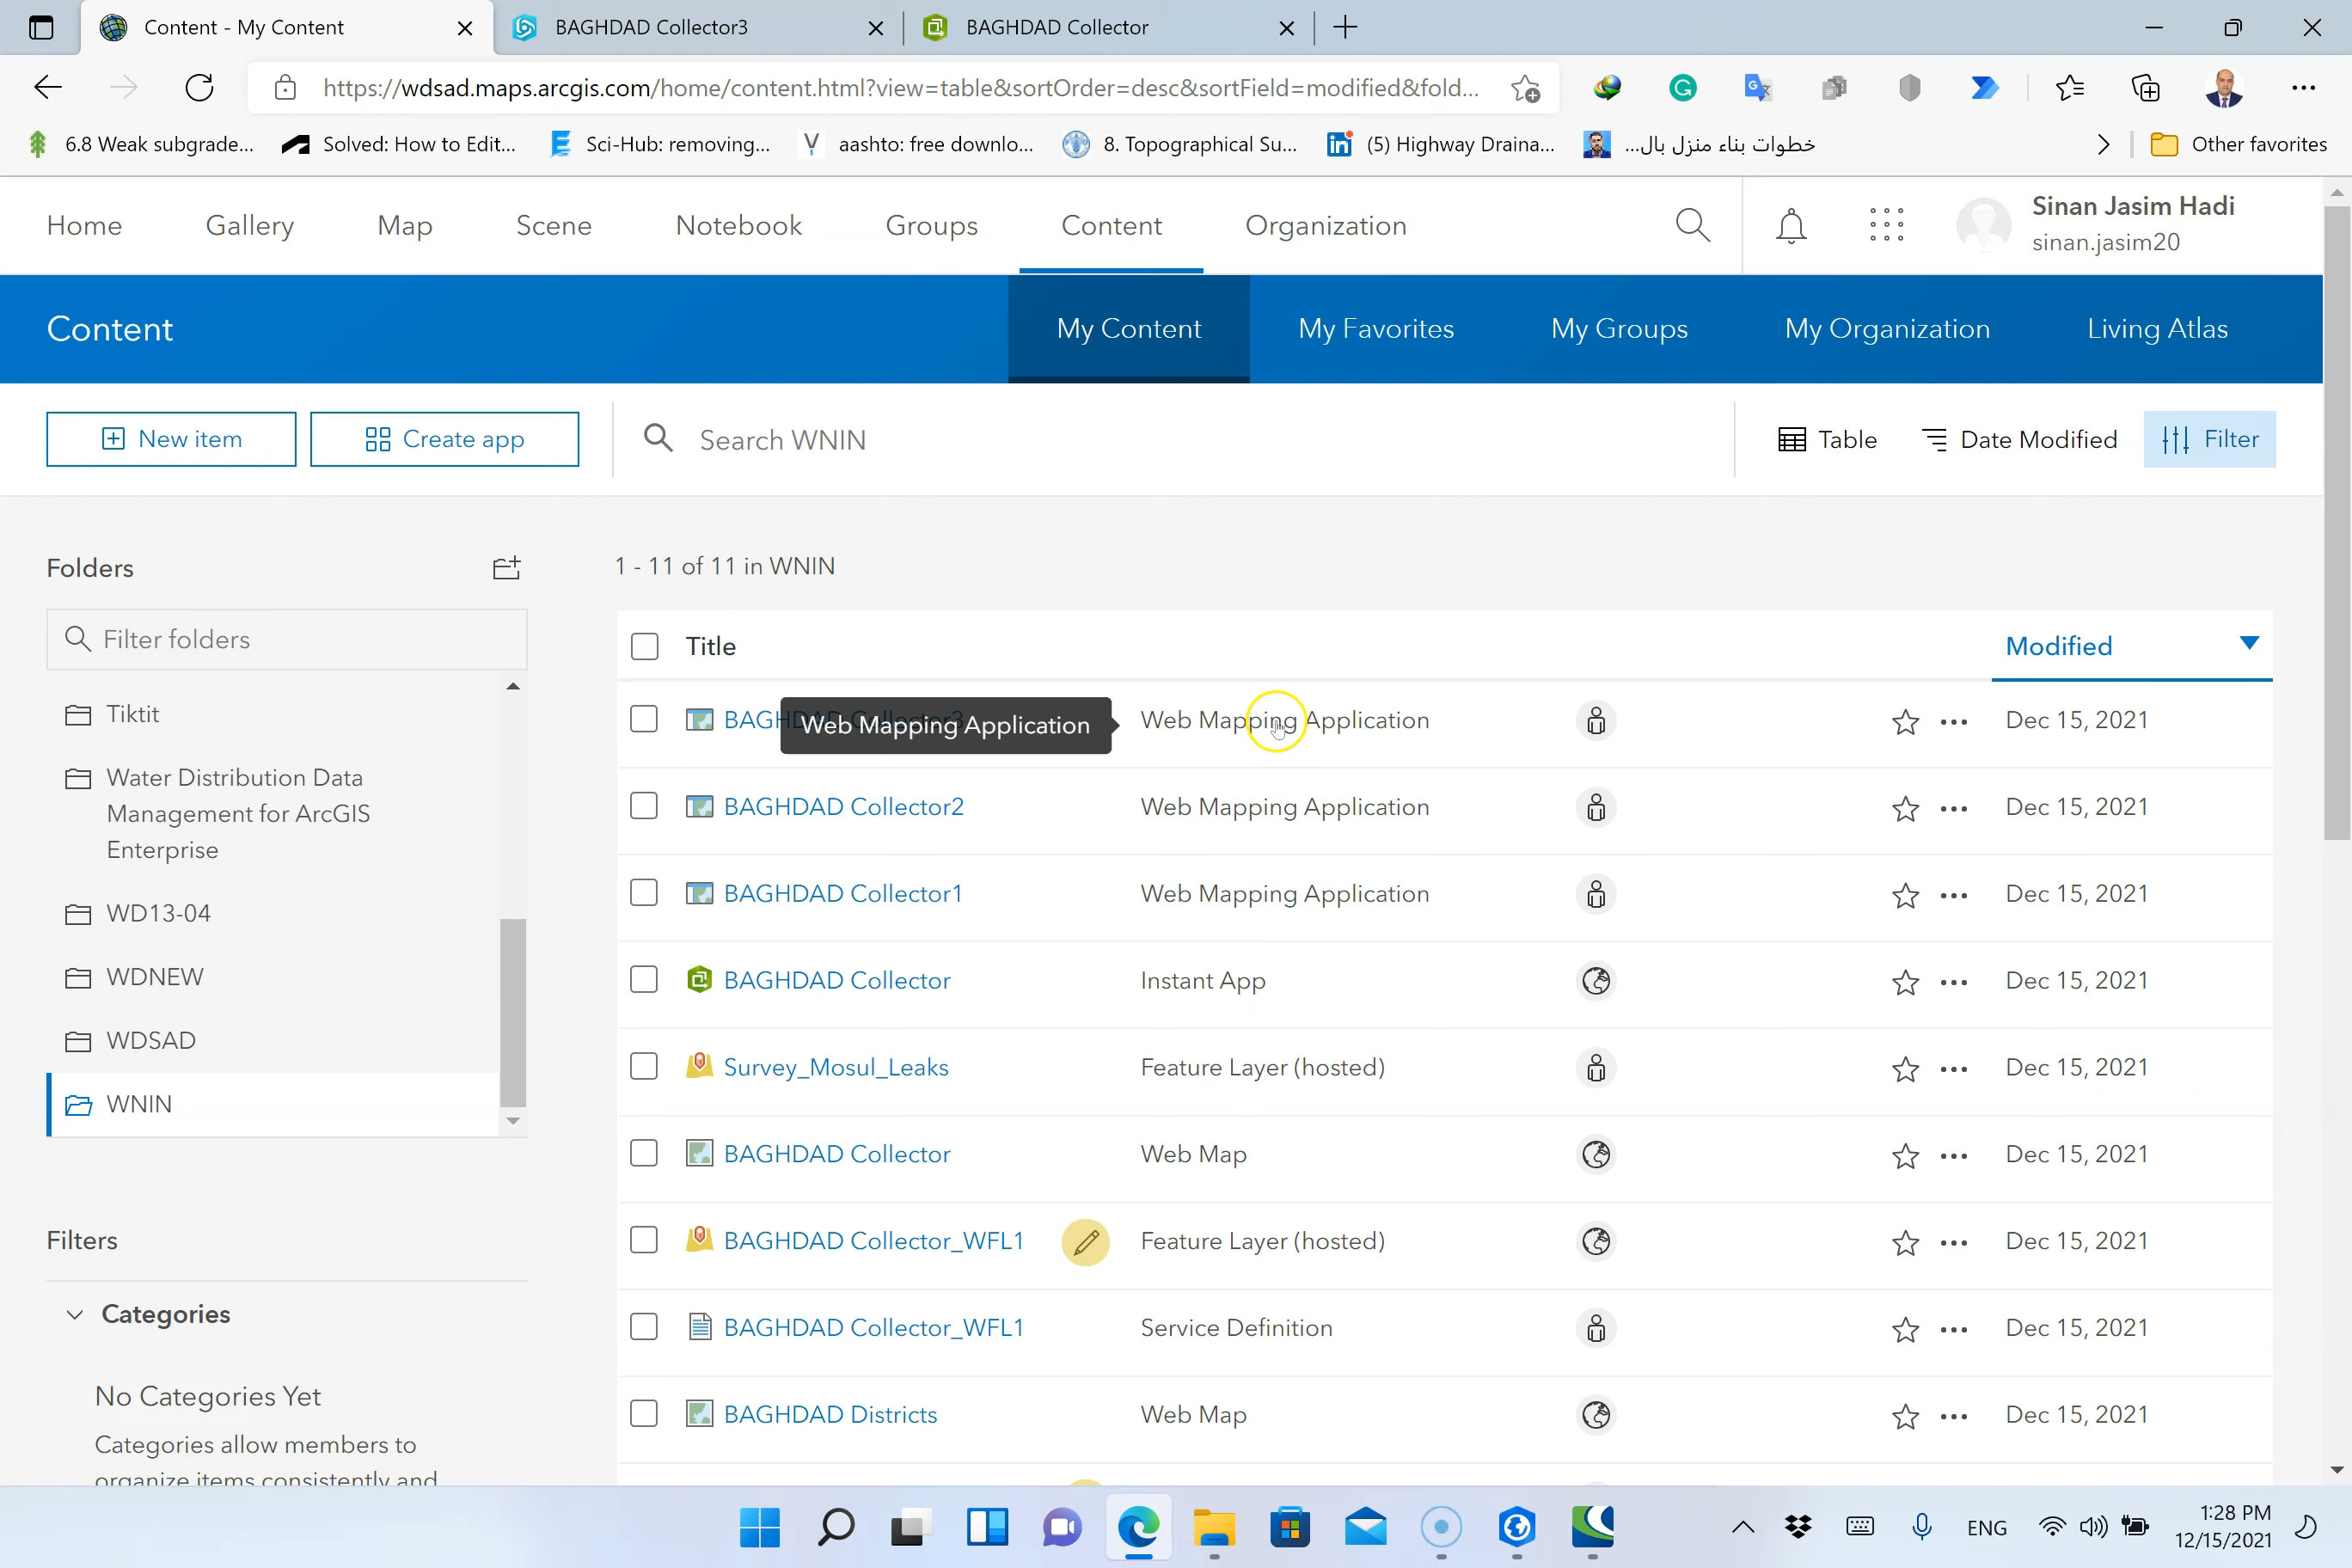 Content - My Content
BAGHDAD Collector3
BAGHDAD Collector
https://wdsad.maps.arcgis.com/home/content.html?view=table&sortOrder=desc&sortField=modified&fold...
6.8 Weak subgrade...
Solved: How to Edit...
Sci-Hub: removing...
aashto: free downlo...
8. Topographical Su...
(5) Highway Draina...
خطوات بناء منزل بال...
Other favorites
Home
Gallery
Map
Scene
Notebook
Groups
Content
Organization
Sinan Jasim Hadi
sinan.jasim20
Content
My Content
My Favorites
My Groups
My Organization
Living Atlas
New item
Create app
Search WNIN
Table
Date Modified
Filter
Folders
Filter folders
Tiktit
Water Distribution Data
Management for ArcGIS
Enterprise
WD13-04
WDNEW
WDSAD
WNIN
Filters
Categories
No Categories Yet
Categories allow members to
organize items consistently and
1 - 11 of 11 in WNIN
Title Modified
BAGHDAD Collector3 Web Mapping Application Dec 15, 2021
Web Mapping Application
BAGHDAD Collector2 Web Mapping Application Dec 15, 2021
BAGHDAD Collector1 Web Mapping Application Dec 15, 2021
BAGHDAD Collector Instant App Dec 15, 2021
Survey_Mosul_Leaks Feature Layer (hosted) Dec 15, 2021
BAGHDAD Collector Web Map Dec 15, 2021
BAGHDAD Collector_WFL1 Feature Layer (hosted) Dec 15, 2021
BAGHDAD Collector_WFL1 Service Definition Dec 15, 2021
BAGHDAD Districts Web Map Dec 15, 2021
ENG
1:28 PM
12/15/2021